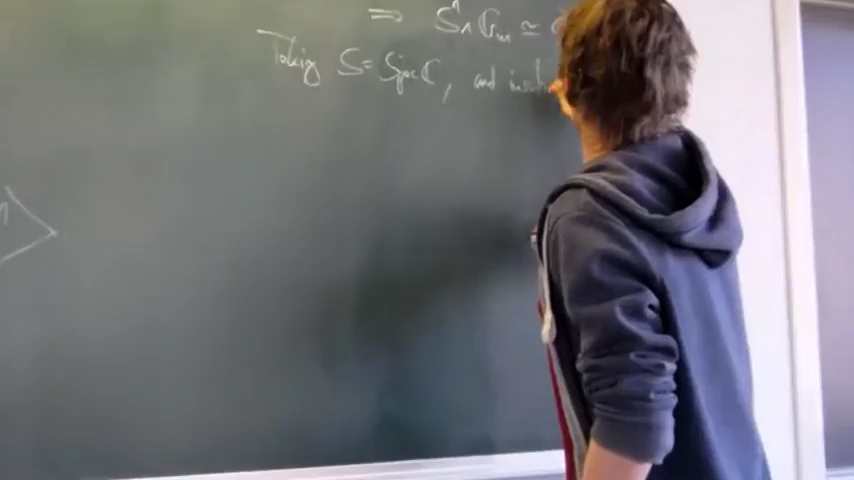 ⇒ S¹∧𝔾ₘ ≃
Taking S = Spec ℂ, and